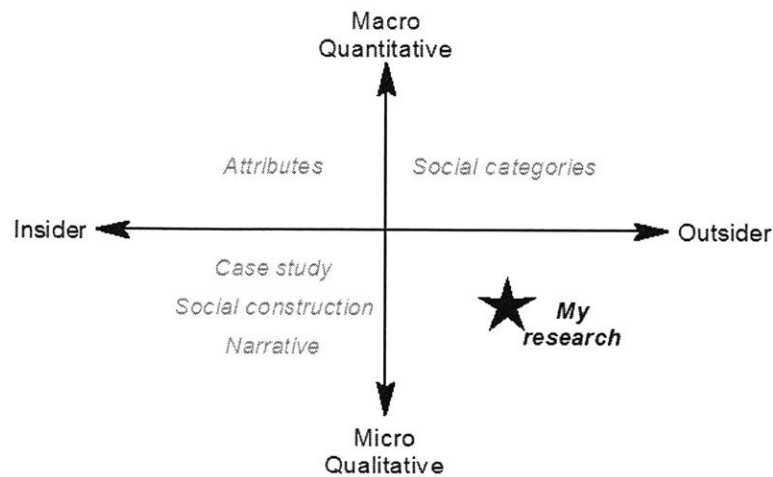 Macro
Quantitative
Attributes
Social categories
Insider
Outsider
Case study
Social construction
Narrative
My
research
Micro
Qualitative